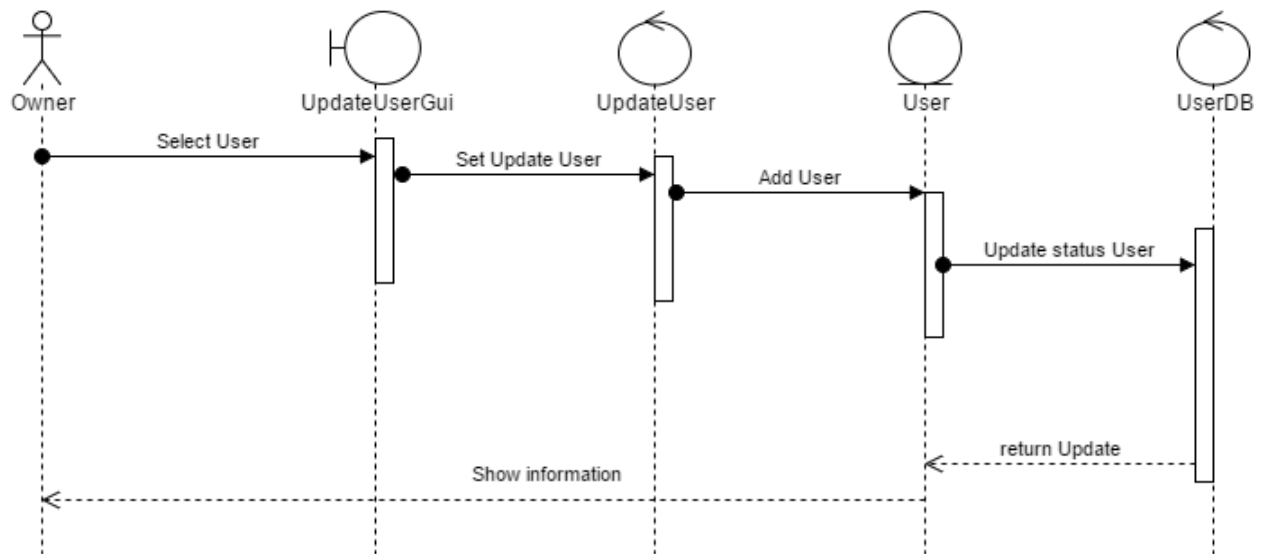 Owner
UpdateUserGui
UpdateUser
User
UserDB
Select User
Set Update User
Add User
Update status User
return Update
Show information